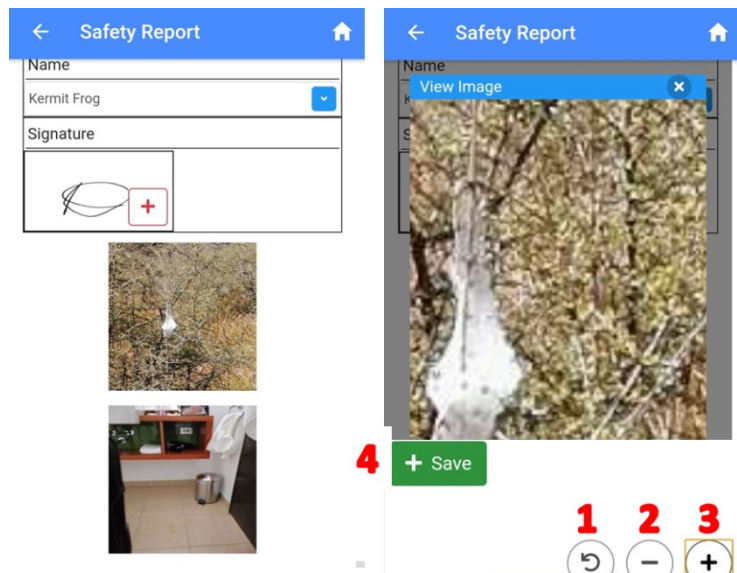 Safety Report
Name
Kermit Frog
Signature
+
Safety Report
Name
View Image
4
+ Save
1 2 3